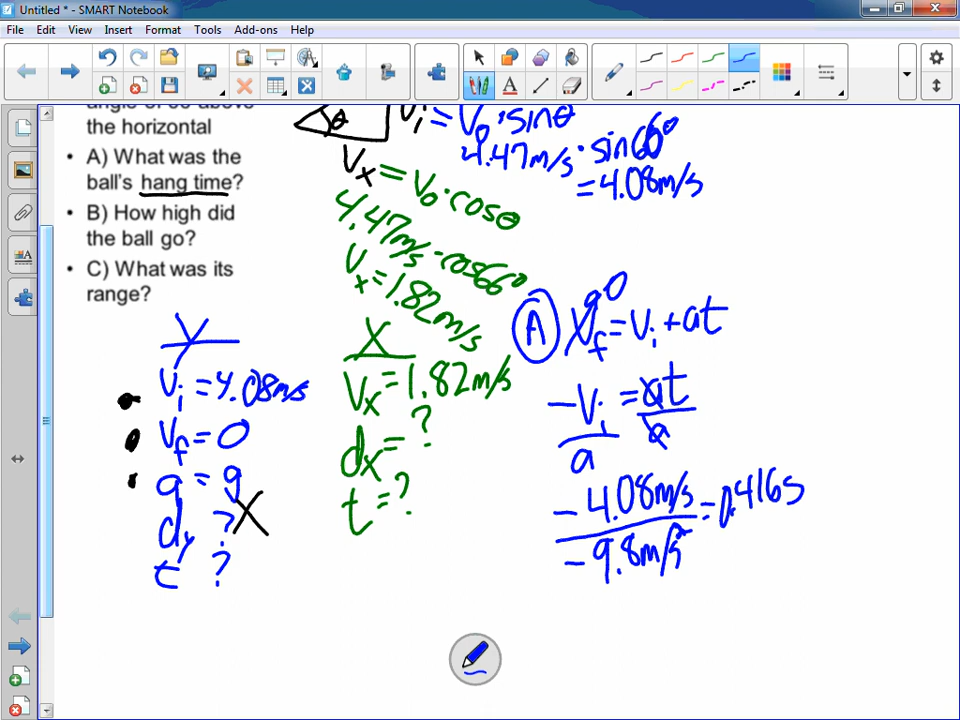 Untitled * - SMART Notebook
File Edit View Insert Format Tools Add-ons Help
the horizontal
• A) What was the
ball's hang time?
• B) How high did
the ball go?
• C) What was its
range?
θ
Vi = Vo · sinθ
4.47m/s · sin66°
= 4.08m/s
Vx = Vo · cosθ
4.47m/s · cos66°
Vx = 1.82m/s
Y
Vi = 4.08m/s
Vf = 0
a = g
dy ? X
t ?
X
Vx = 1.82m/s
dx = ?
t = ?
A Vf = Vi + at
0
-Vi = at
a a
-4.08m/s = 0.416s
-9.8m/s²